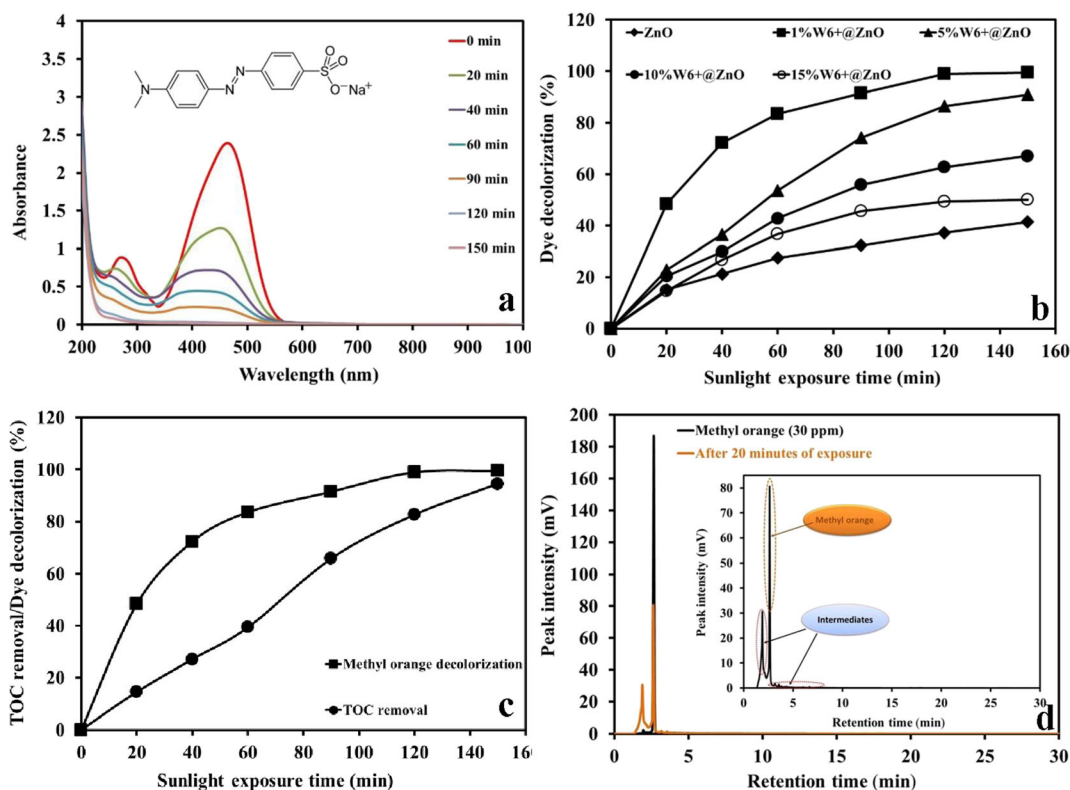 4
3.5
3
2.5
2
1.5
1
0.5
0
Absorbance
200 300 400 500 600 700 800 900 100
Wavelength (nm)
0 min
20 min
40 min
60 min
90 min
120 min
150 min
N
N
N
O
S
O
O⁻Na⁺
a
120
100
80
60
40
20
0
Dye decolorization (%)
0 20 40 60 80 100 120 140 160
Sunlight exposure time (min)
ZnO 1%W6+@ZnO 5%W6+@ZnO
10%W6+@ZnO 15%W6+@ZnO
b
120
100
80
60
40
20
0
TOC removal/Dye decolorization (%)
0 20 40 60 80 100 120 140 160
Sunlight exposure time (min)
Methyl orange decolorization
TOC removal
c
200
180
160
140
120
100
80
60
40
20
0
Peak intensity (mV)
0 5 10 15 20 25 30
Retention time (min)
Methyl orange (30 ppm)
After 20 minutes of exposure
80
70
60
50
40
30
20
10
0
Peak intensity (mV)
0 5 10 15 20 25 30
Retention time (min)
Methyl orange
Intermediates
d